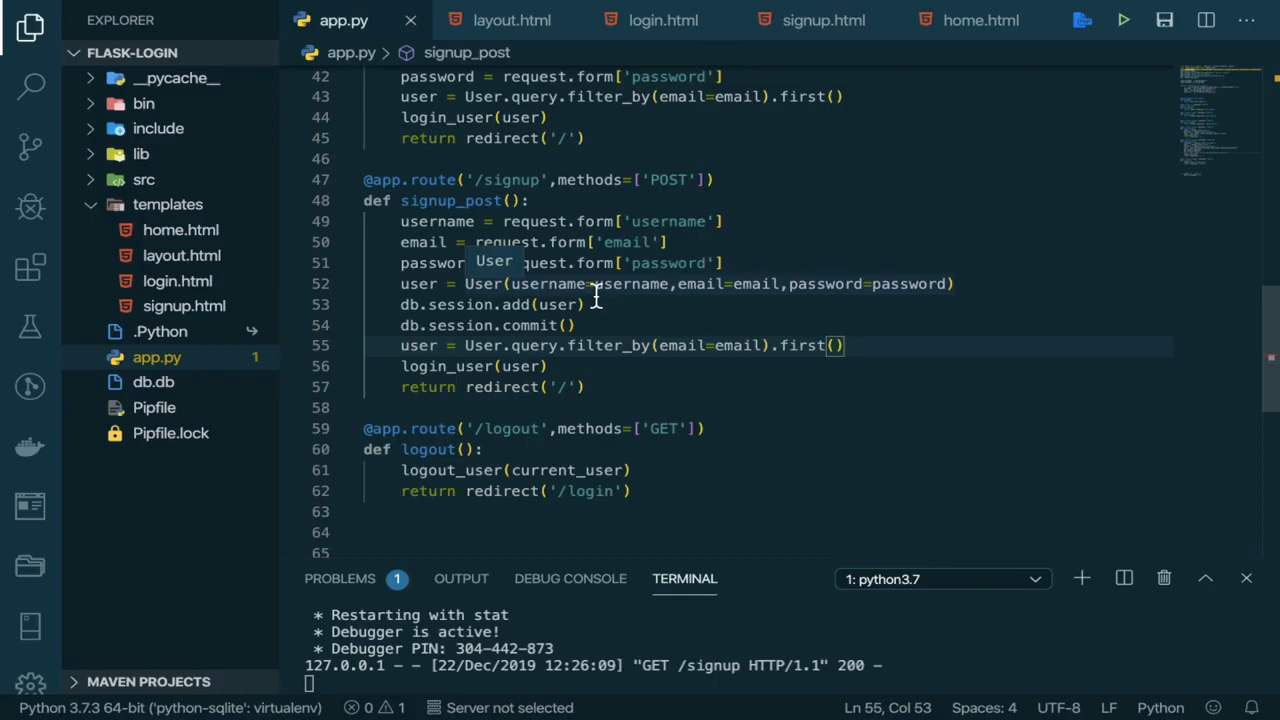 EXPLORER
app.py
layout.html
login.html
signup.html
home.html
FLASK-LOGIN
app.py > signup_post
__pycache__
bin
include
lib
src
templates
home.html
layout.html
login.html
signup.html
.Python
app.py 1
db.db
Pipfile
Pipfile.lock
MAVEN PROJECTS
42 password = request.form['password']
43 user = User.query.filter_by(email=email).first()
44 login_user(user)
45 return redirect('/')
46
47 @app.route('/signup',methods=['POST'])
48 def signup_post():
49 username = request.form['username']
50 email = request.form['email']
51 passwor quest.form['password']
User
52 user = User(username=username,email=email,password=password)
53 db.session.add(user)
54 db.session.commit()
55 user = User.query.filter_by(email=email).first()
56 login_user(user)
57 return redirect('/')
58
59 @app.route('/logout',methods=['GET'])
60 def logout():
61 logout_user(current_user)
62 return redirect('/login')
63
64
65
PROBLEMS 1 OUTPUT DEBUG CONSOLE TERMINAL 1: python3.7
* Restarting with stat
* Debugger is active!
* Debugger PIN: 304-442-873
127.0.0.1 - - [22/Dec/2019 12:26:09] "GET /signup HTTP/1.1" 200 -
Python 3.7.3 64-bit ('python-sqlite': virtualenv) 0 1 Server not selected Ln 55, Col 53 Spaces: 4 UTF-8 LF Python